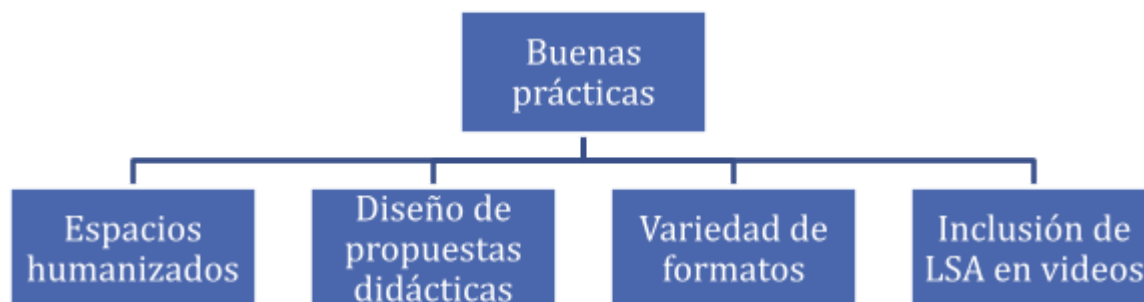 Buenas
prácticas
Espacios
humanizados
Diseño de
propuestas
didácticas
Variedad de
formatos
Inclusión de
LSA en videos